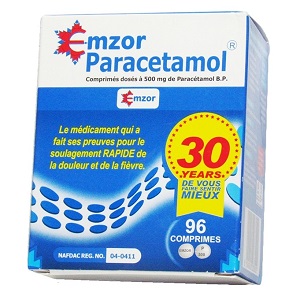 Emzor
Paracetamol®
Comprimés dosés à 500 mg de Paracétamol B.P.
Emzor
Le médicament qui a
fait ses preuves pour le
soulagement RAPIDE de
la douleur et de la fièvre.
30
YEARS
DE VOUS
FAIRE SENTIR
MIEUX
96
COMPRIMES
NAFDAC REG. NO. 04-0411